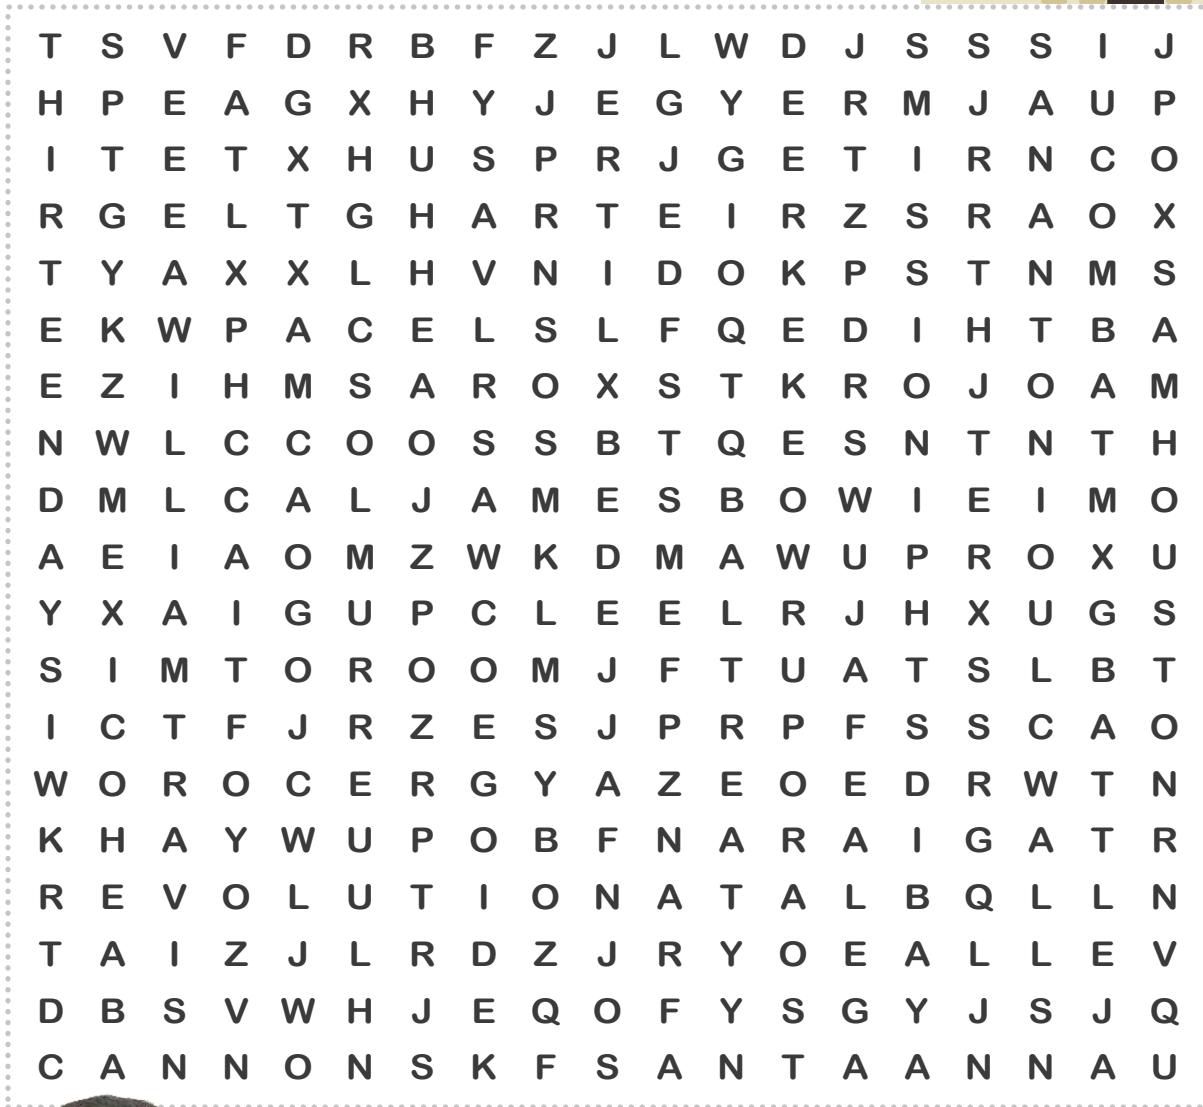 T S V F D R B F Z J L W D J S S S I J
H P E A G X H Y J E G Y E R M J A U P
I T E T X H U S P R J G E T I R N C O
R G E L T G H A R T E I R Z S R A O X
T Y A X X L H V N I D O K P S T N M S
E K W P A C E L S L F Q E D I H T B A
E Z I H M S A R O X S T K R O J O A M
N W L C C O O S S B T Q E S N T N T H
D M L C A L J A M E S B O W I E I M O
A E I A O M Z W K D M A W U P R O X U
Y X A I G U P C L E E L R J H X U G S
S I M T O R O O M J F T U A T S L B T
I C T F J R Z E S J P R P F S S C A O
W O R O C E R G Y A Z E O E D R W T N
K H A Y W U P O B F N A R A I G A T R
R E V O L U T I O N A T A L B Q L L N
T A I Z J L R D Z J R Y O E A L L E V
D B S V W H J E Q O F Y S G Y J S J Q
C A N N O N S K F S A N T A A N N A U